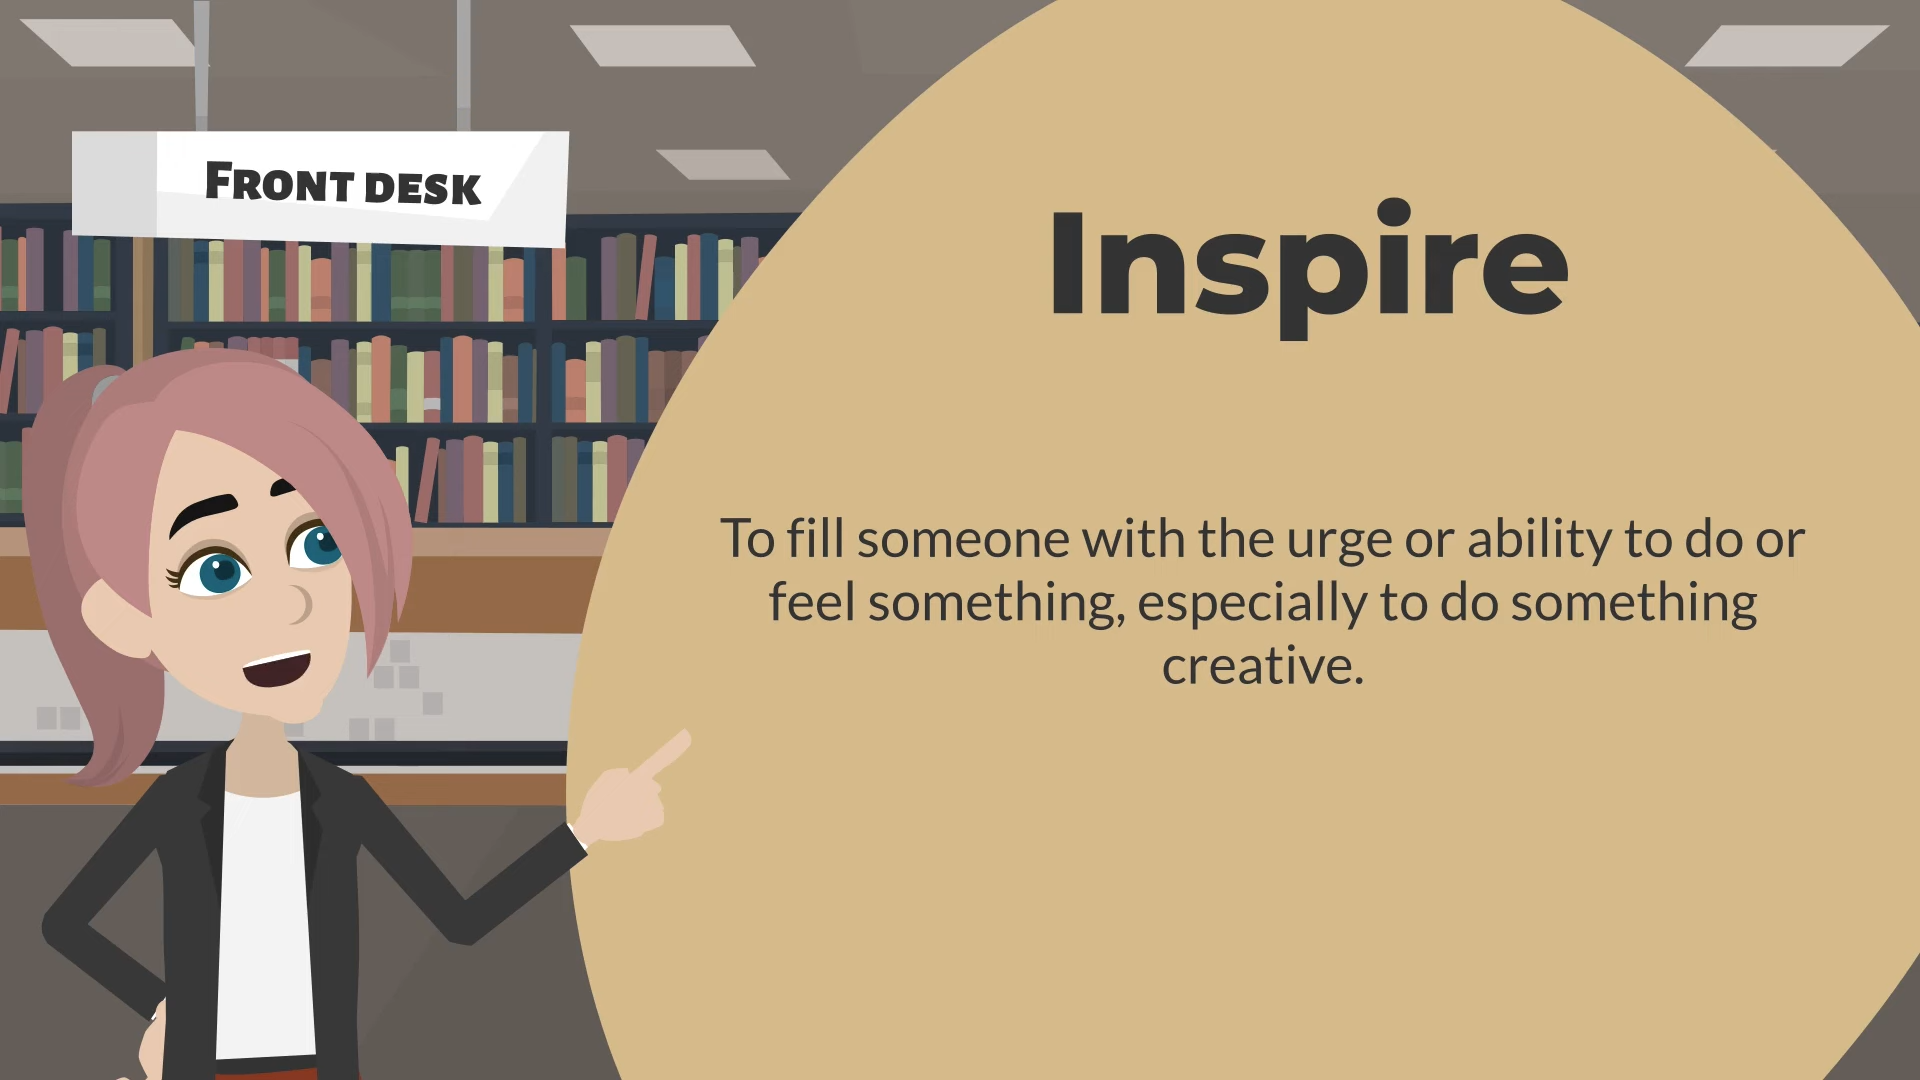 Front desk
Inspire
To fill someone with the urge or ability to do or
feel something, especially to do something
creative.